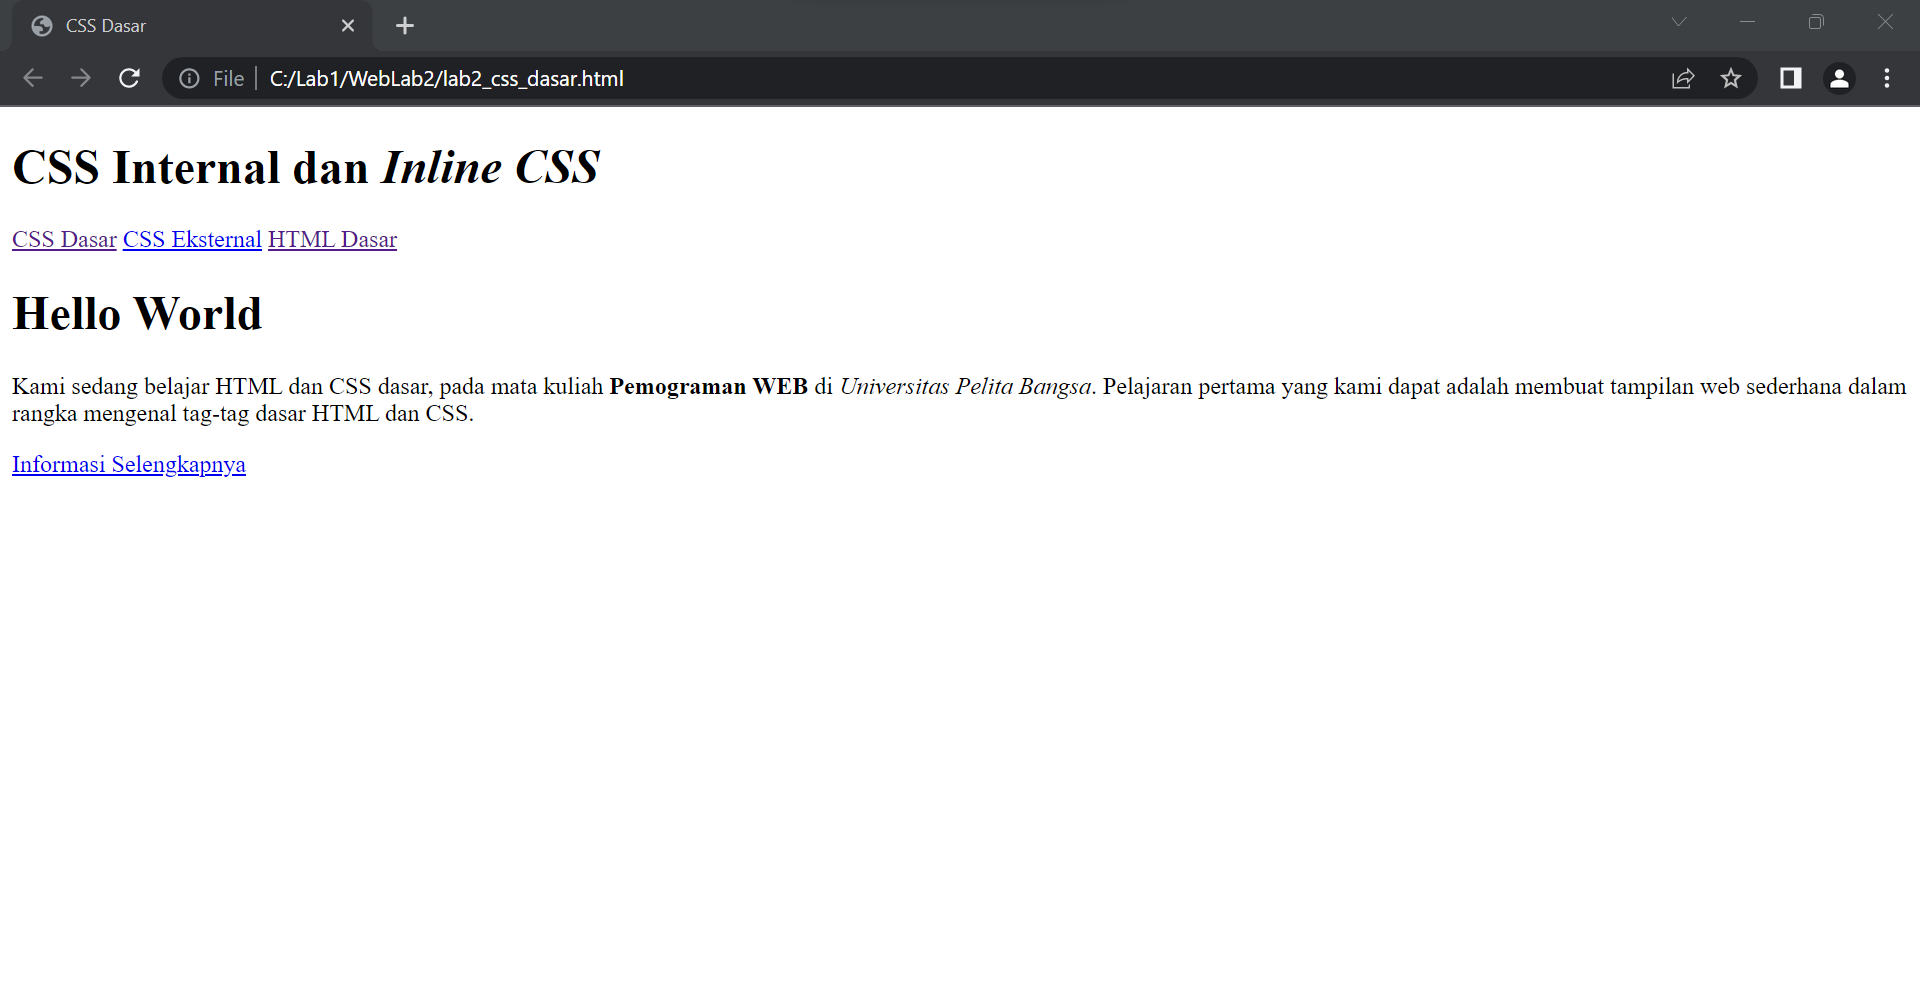 CSS Dasar
File C:/Lab1/WebLab2/lab2_css_dasar.html
CSS Internal dan Inline CSS
CSS Dasar CSS Eksternal HTML Dasar
Hello World
Kami sedang belajar HTML dan CSS dasar, pada mata kuliah Pemograman WEB di Universitas Pelita Bangsa. Pelajaran pertama yang kami dapat adalah membuat tampilan web sederhana dalam
rangka mengenal tag-tag dasar HTML dan CSS.
Informasi Selengkapnya